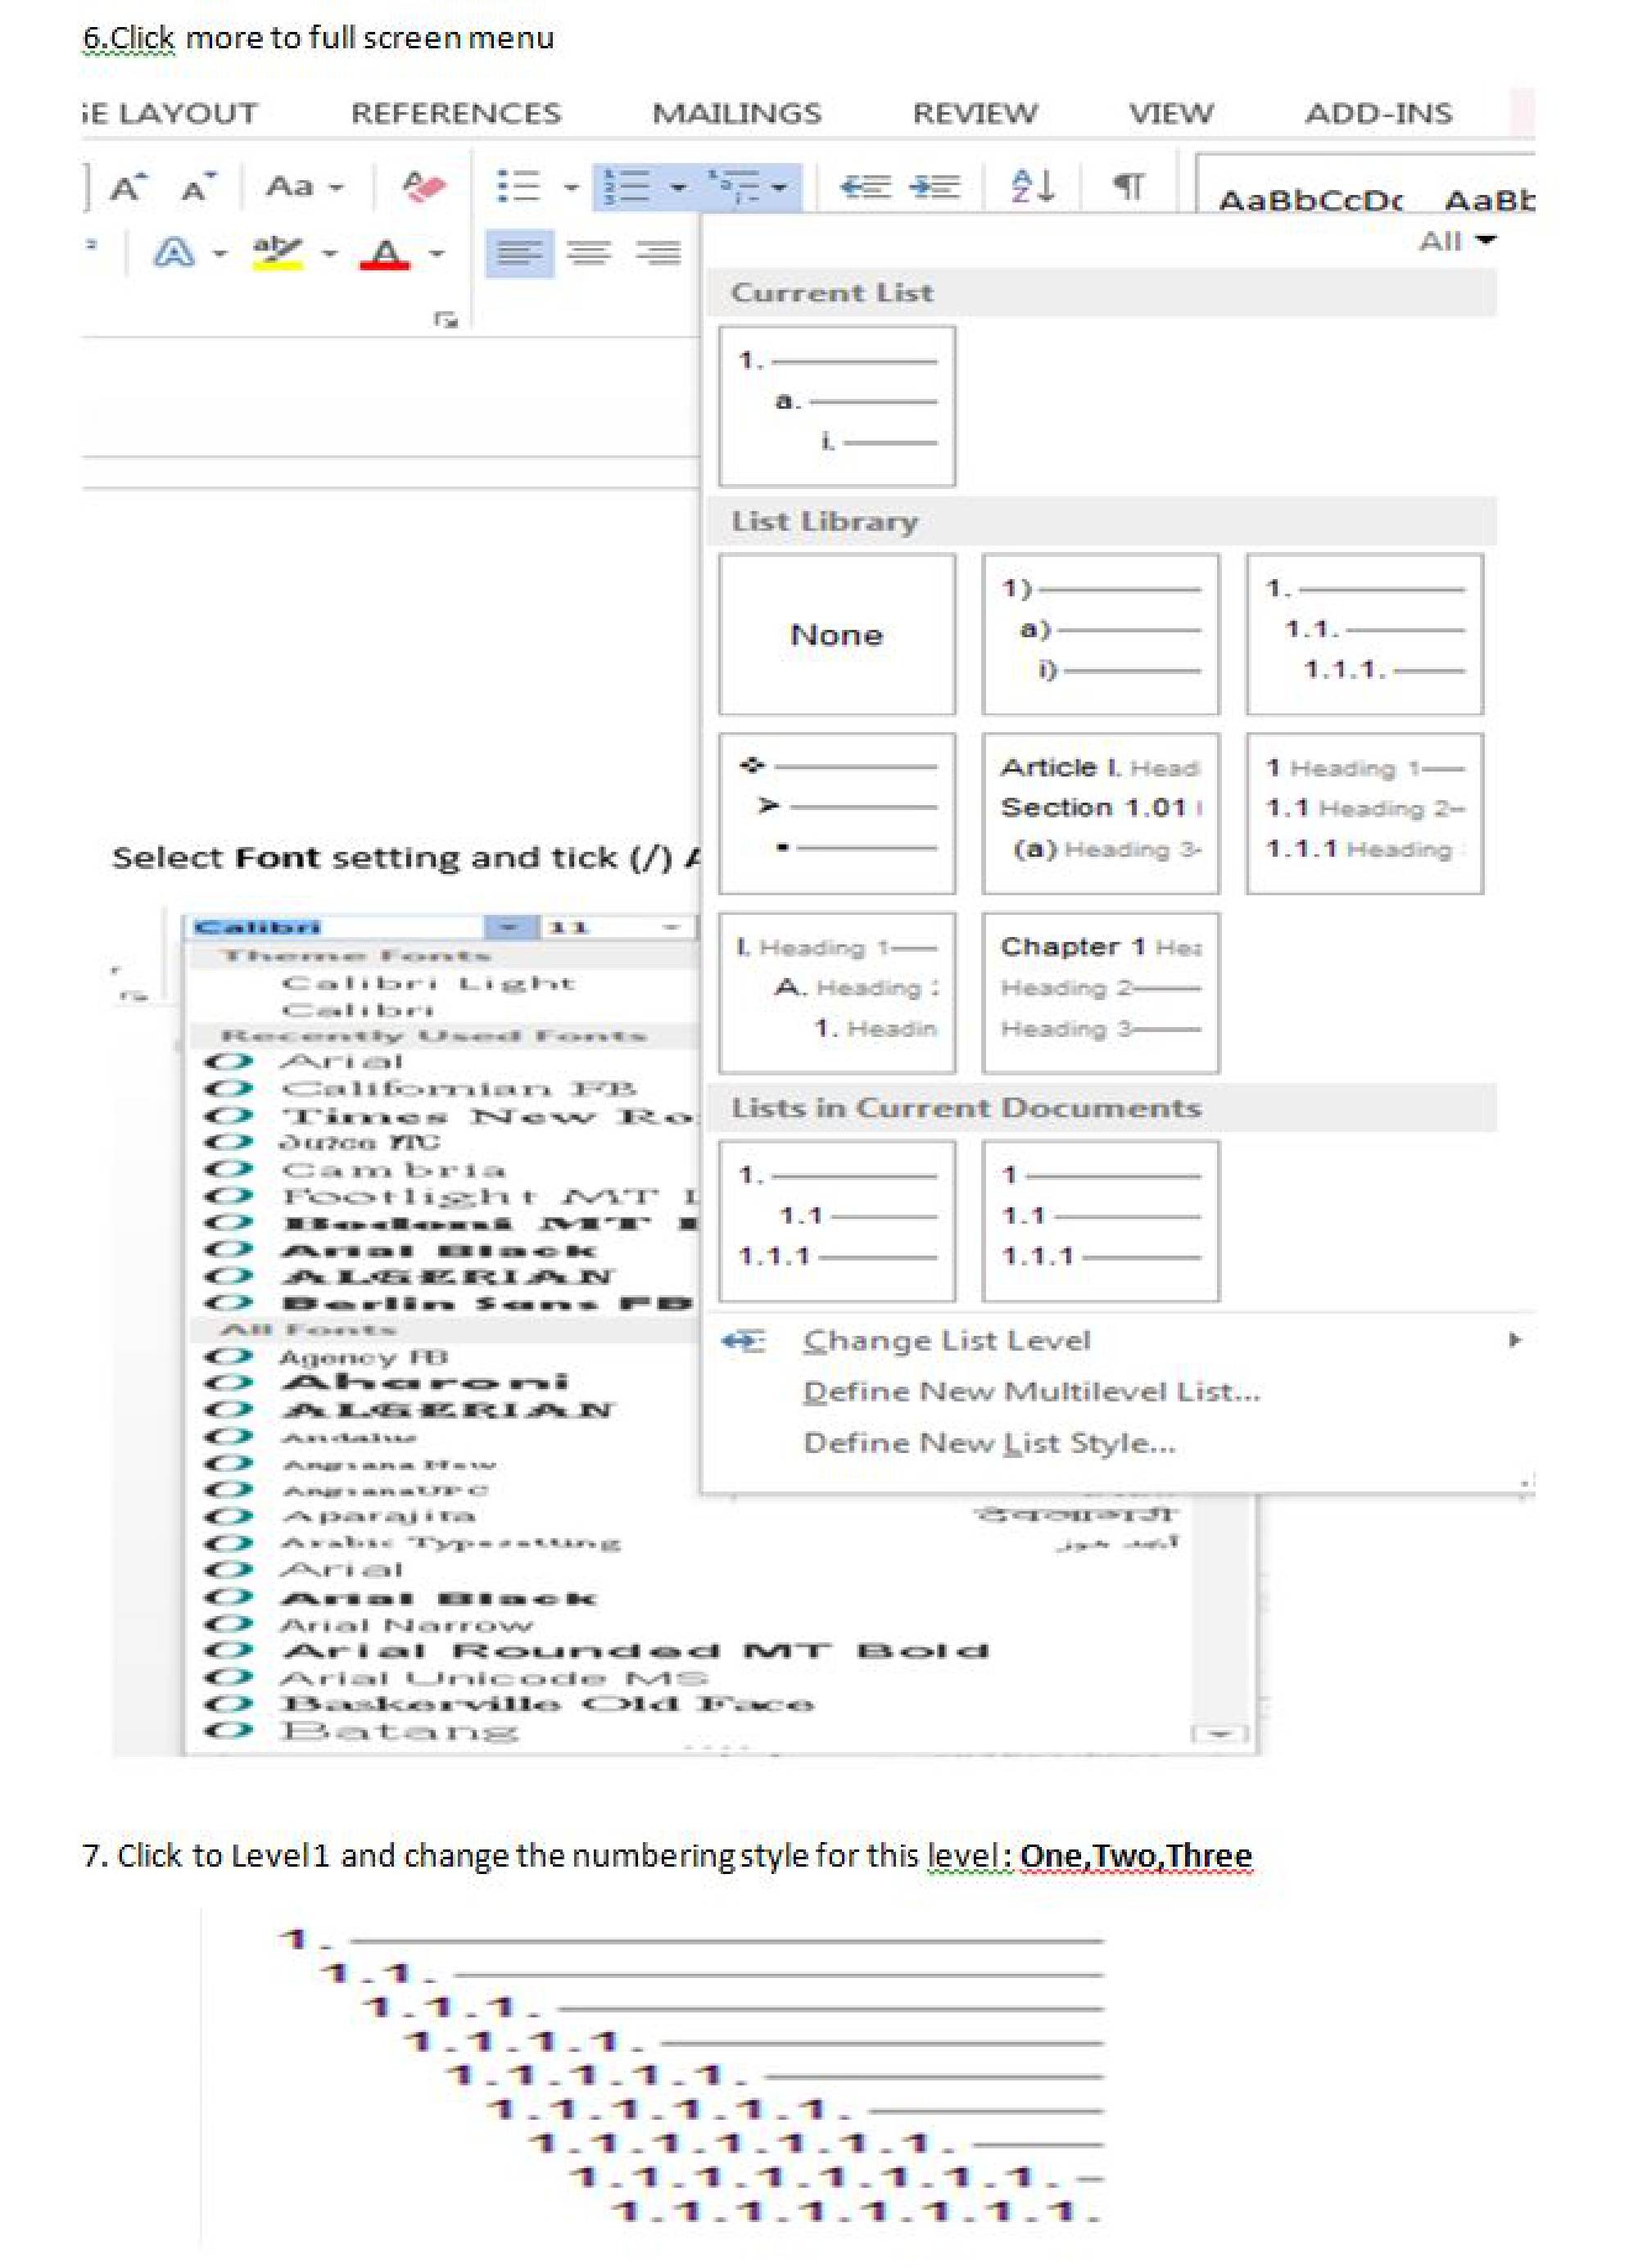 6.Click more to full screen menu
GE LAYOUT REFERENCES MAILINGS REVIEW VIEW ADD-INS
A A Aa A
AaBbCcDc AaBb
A ab A
All
Current List
1.
a.
i.
List Library
None
1)
a)
i)
1.
1.1.
1.1.1.
Article I. Head
Section 1.01
(a) Heading 3
1 Heading 1
1.1 Heading 2
1.1.1 Heading
I. Heading 1
A. Heading
1. Headin
Chapter 1 Hea
Heading 2
Heading 3
Lists in Current Documents
1.
1.1
1.1.1
1
1.1
1.1.1
Change List Level
Define New Multilevel List...
Define New List Style...
Select Font setting and tick (/) A
Calibri 11
Theme Fonts
Calibri Light
Calibri
Recently Used Fonts
Arial
Californian FB
Times New Ro
MT
Cambria
Footlight MT L
Bodoni MT
Arial Black
ALGERIAN
Berlin Sans FB
All Fonts
Agency FB
Aharoni
ALGERIAN
Andalus
Angsana New
AngsanaUPC
Aparajita देवनागरी
Arabic Typesetting
Arial
Arial Black
Arial Narrow
Arial Rounded MT Bold
Arial Unicode MS
Baskerville Old Face
Batang
7. Click to Level 1 and change the numbering style for this level: One,Two,Three
1.
1.1.
1.1.1.
1.1.1.1.
1.1.1.1.1.
1.1.1.1.1.1.
1.1.1.1.1.1.1.
1.1.1.1.1.1.1.1.
1.1.1.1.1.1.1.1.